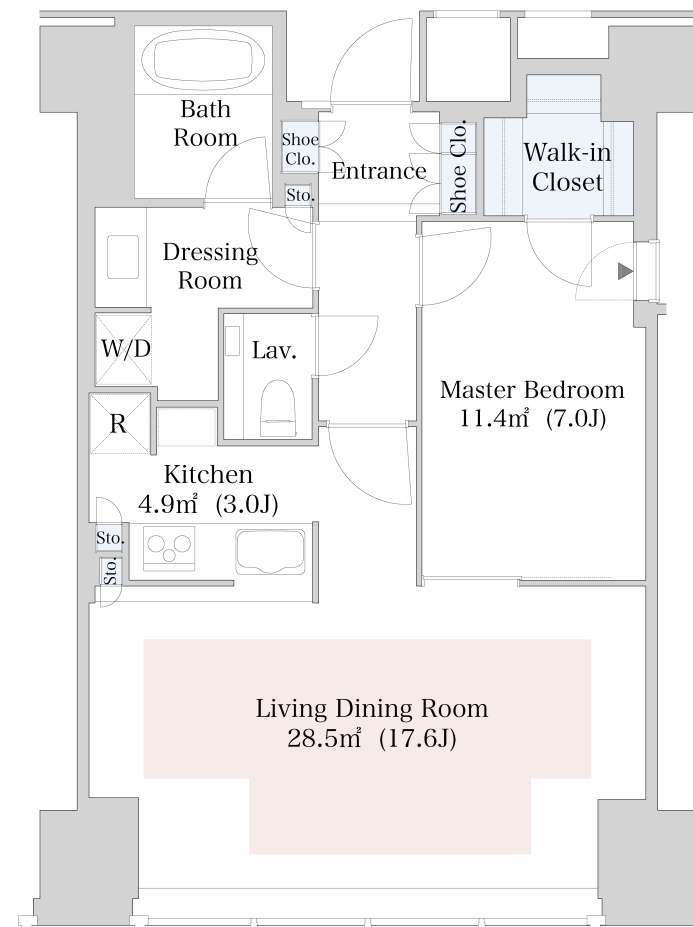 Bath
Room
Shoe
Clo.
Entrance
Shoe Clo.
Walk-in
Closet
Sto.
Dressing
Room
W/D
Lav.
Master Bedroom
11.4㎡ (7.0J)
R
Kitchen
4.9㎡ (3.0J)
Sto.
Sto.
Living Dining Room
28.5㎡ (17.6J)